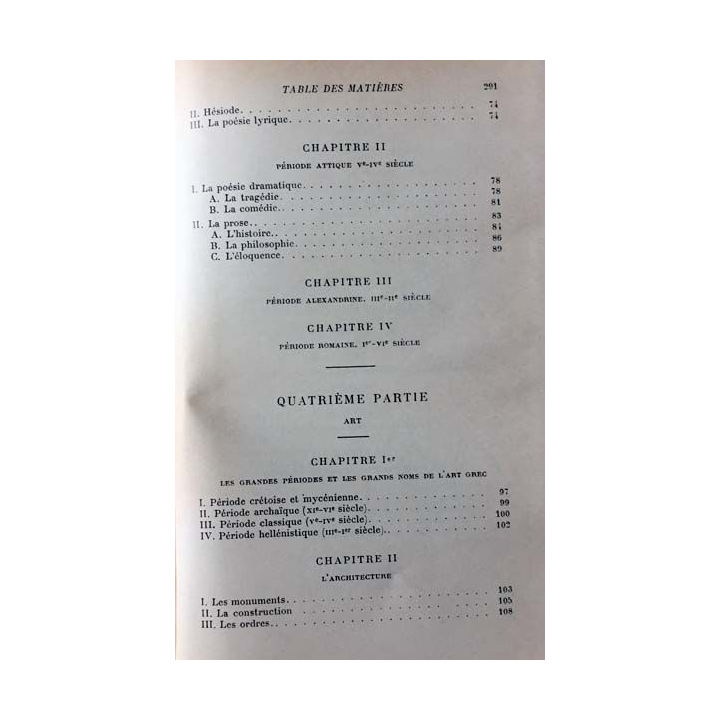 TABLE DES MATIÈRES 291
II. Hésiode. . . . . . . . . . . . . . . . . . . . . . 74
III. La poésie lyrique. . . . . . . . . . . . . . . . . . 74
CHAPITRE II
PÉRIODE ATTIQUE Ve-IVe SIÈCLE
I. La poésie dramatique. . . . . . . . . . . . . . . . . 78
A. La tragédie. . . . . . . . . . . . . . . . . . . 78
B. La comédie. . . . . . . . . . . . . . . . . . . 81
II. La prose. . . . . . . . . . . . . . . . . . . . . . 83
A. L'histoire. . . . . . . . . . . . . . . . . . . . 84
B. La philosophie. . . . . . . . . . . . . . . . . . 86
C. L'éloquence. . . . . . . . . . . . . . . . . . . 89
CHAPITRE III
PÉRIODE ALEXANDRINE, IIIe-IIe SIÈCLE
CHAPITRE IV
PÉRIODE ROMAINE, Ier-VIe SIÈCLE
QUATRIÈME PARTIE
ART
CHAPITRE Ier
LES GRANDES PÉRIODES ET LES GRANDS NOMS DE L'ART GREC
I. Période crétoise et mycénienne. . . . . . . . . . . . 97
II. Période archaïque (XIe-VIe siècle). . . . . . . . . . . 99
III. Période classique (Ve-IVe siècle). . . . . . . . . . . 100
IV. Période hellénistique (IIIe-Ier siècle). . . . . . . . . . 102
CHAPITRE II
L'ARCHITECTURE
I. Les monuments. . . . . . . . . . . . . . . . . . . 103
II. La construction . . . . . . . . . . . . . . . . . . 105
III. Les ordres. . . . . . . . . . . . . . . . . . . . . 108